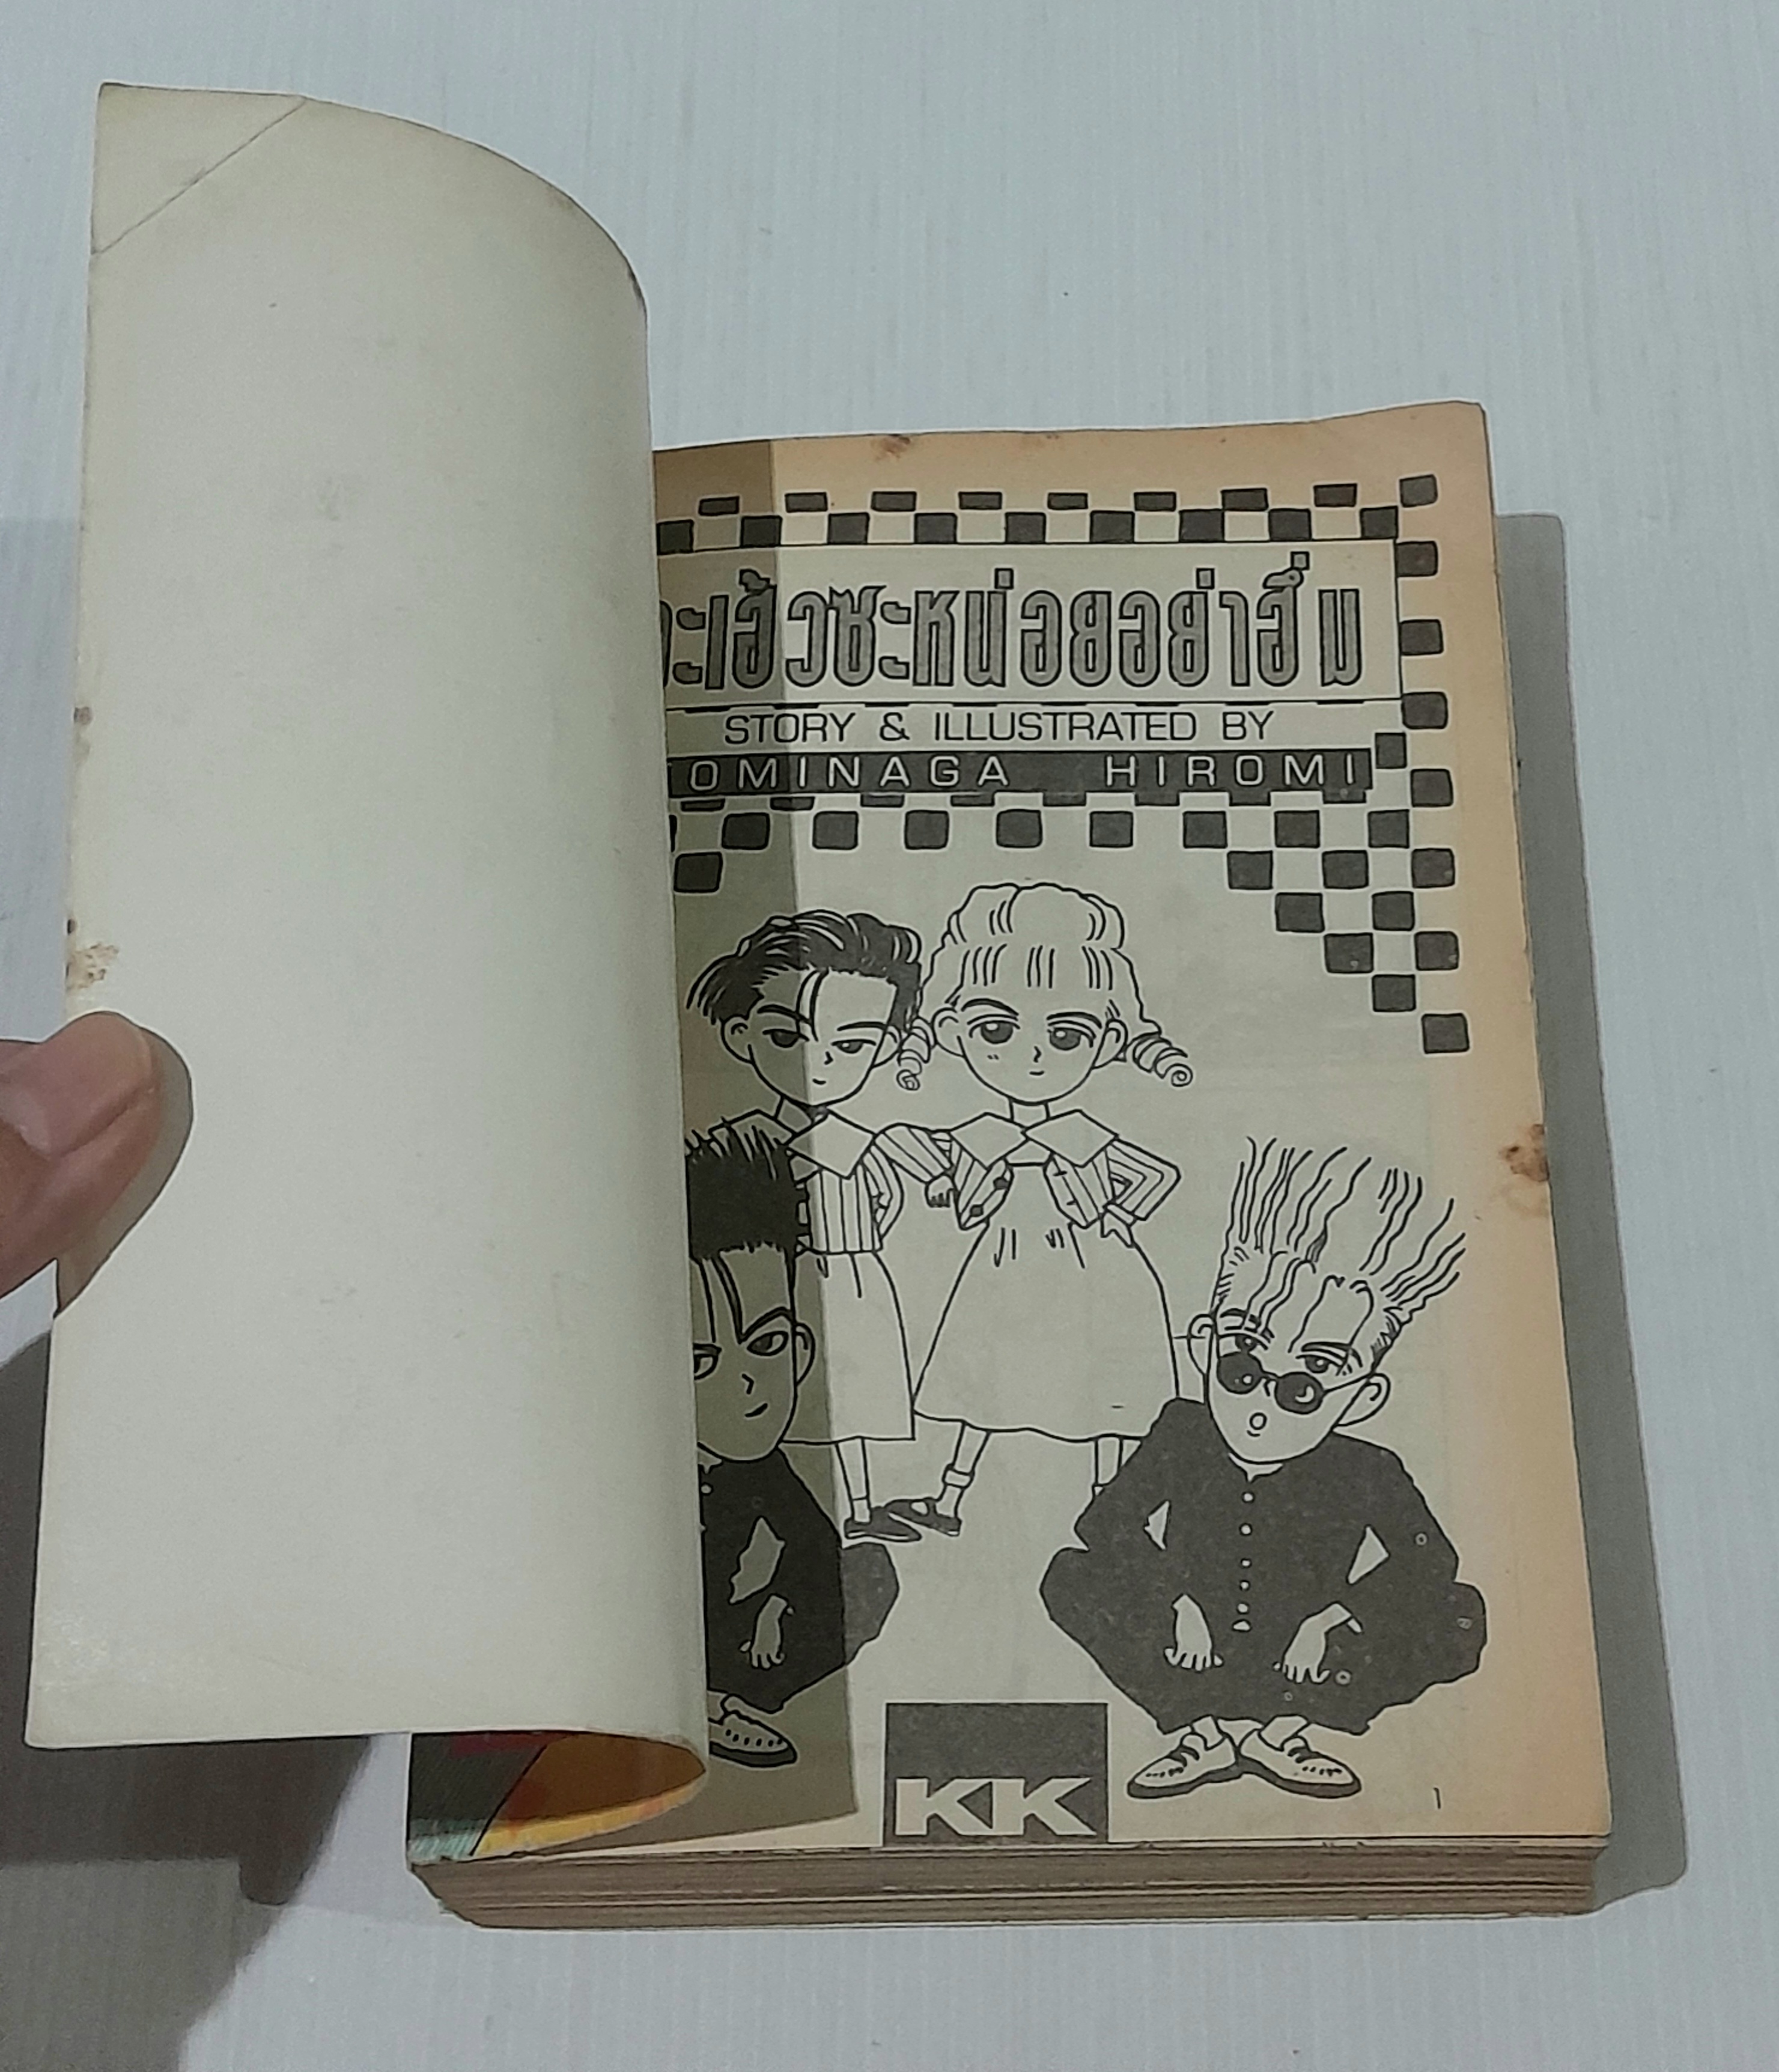 ะเฮ้วซะหน่อยอย่าฮึ่ม
STORY & ILLUSTRATED BY
OMINAGA HIROMI
KK
1